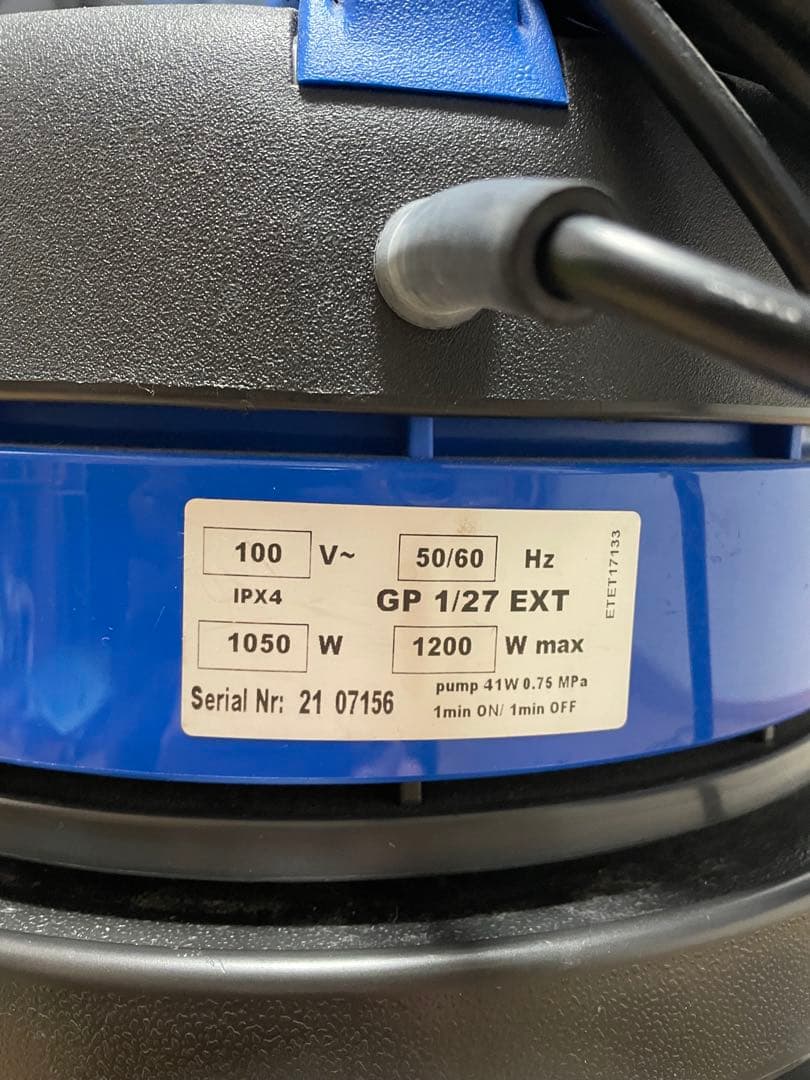 100 V~ 50/60 Hz
IPX4 GP 1/27 EXT
1050 W 1200 W max
Serial Nr: 21 07156
pump 41W 0.75 MPa
1min ON/ 1min OFF
ETET17133